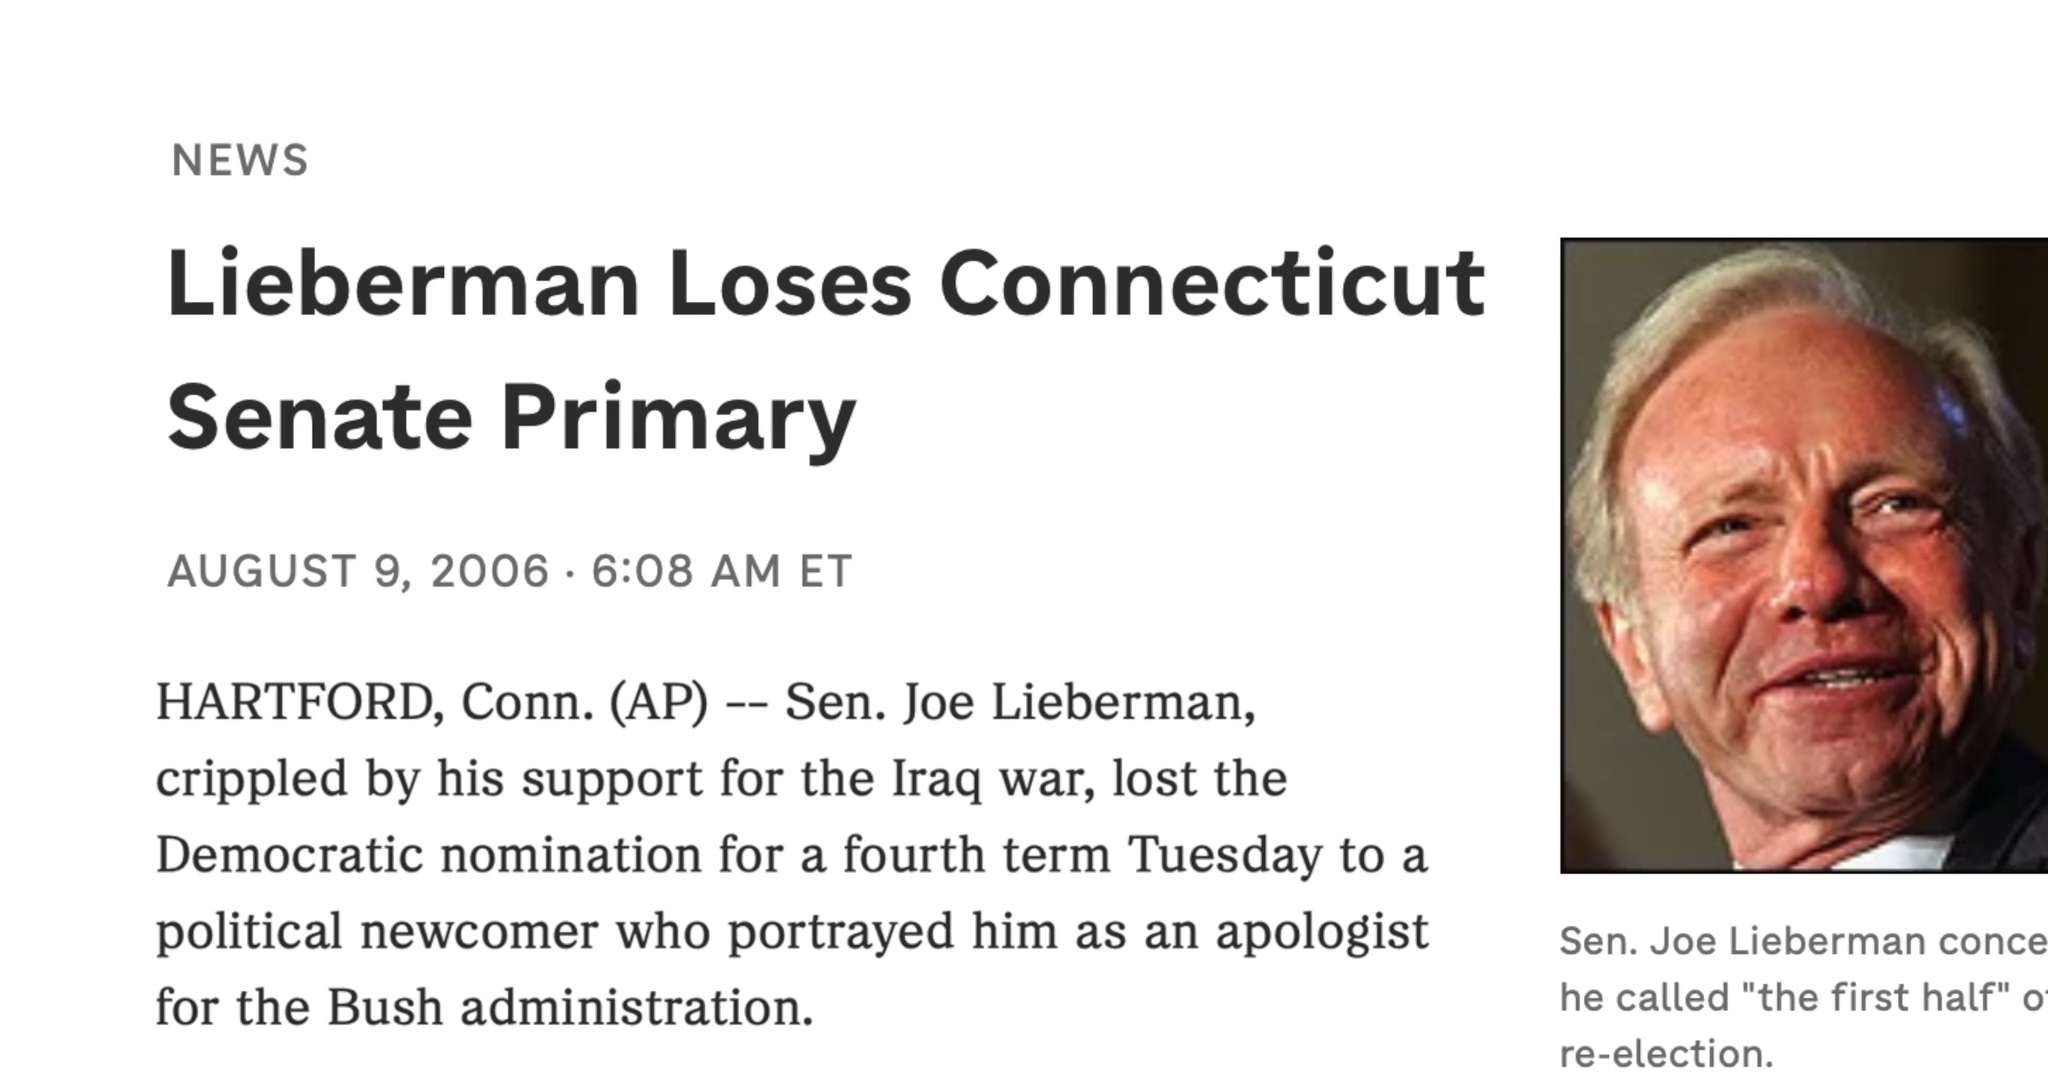 NEWS
Lieberman Loses Connecticut
Senate Primary
AUGUST 9, 2006 · 6:08 AM ET
HARTFORD, Conn. (AP) -- Sen. Joe Lieberman,
crippled by his support for the Iraq war, lost the
Democratic nomination for a fourth term Tuesday to a
political newcomer who portrayed him as an apologist
for the Bush administration.
Sen. Joe Lieberman conce
he called "the first half" of
re-election.